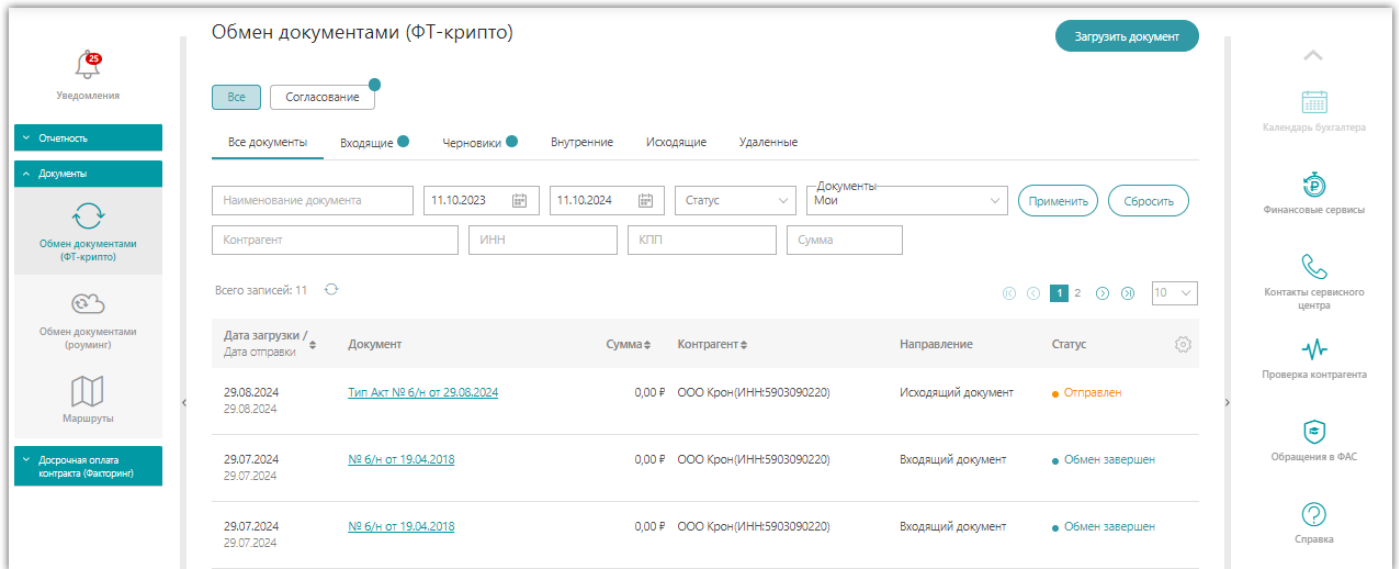 Обмен документами (ФТ-крипто)
Загрузить документ
25
Уведомления
Отчетность
Документы
Обмен документами
(ФТ-крипто)
Обмен документами
(роуминг)
Маршруты
Досрочная оплата
контракта (Факторинг)
Все
Согласование
Все документы Входящие Черновики Внутренние Исходящие Удаленные
Документы
Наименование документа 11.10.2023 11.10.2024 Статус Мои Применить Сбросить
Контрагент ИНН КПП Сумма
Всего записей: 11
1 2 10
Дата загрузки /
Дата отправки
Документ Сумма Контрагент Направление Статус
29.08.2024 Тип Акт № б/н от 29.08.2024 0,00 ₽ ООО Крон(ИНН:5903090220) Исходящий документ Отправлен
29.08.2024
29.07.2024 № б/н от 19.04.2018 0,00 ₽ ООО Крон(ИНН:5903090220) Входящий документ Обмен завершен
29.07.2024
29.07.2024 № б/н от 19.04.2018 0,00 ₽ ООО Крон(ИНН:5903090220) Входящий документ Обмен завершен
29.07.2024
Календарь бухгалтера
Финансовые сервисы
Контакты сервисного
центра
Проверка контрагента
Обращения в ФАС
Справка